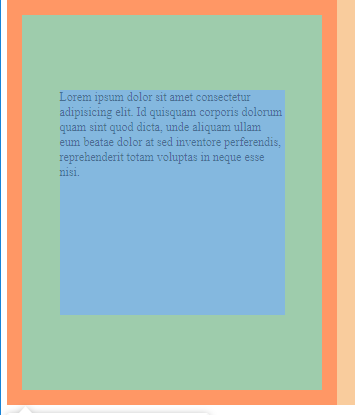 Lorem ipsum dolor sit amet consectetur
adipisicing elit. Id quisquam corporis dolorum
quam sint quod dicta, unde aliquam ullam
eum beatae dolor at sed inventore perferendis,
reprehenderit totam voluptas in neque esse
nisi.